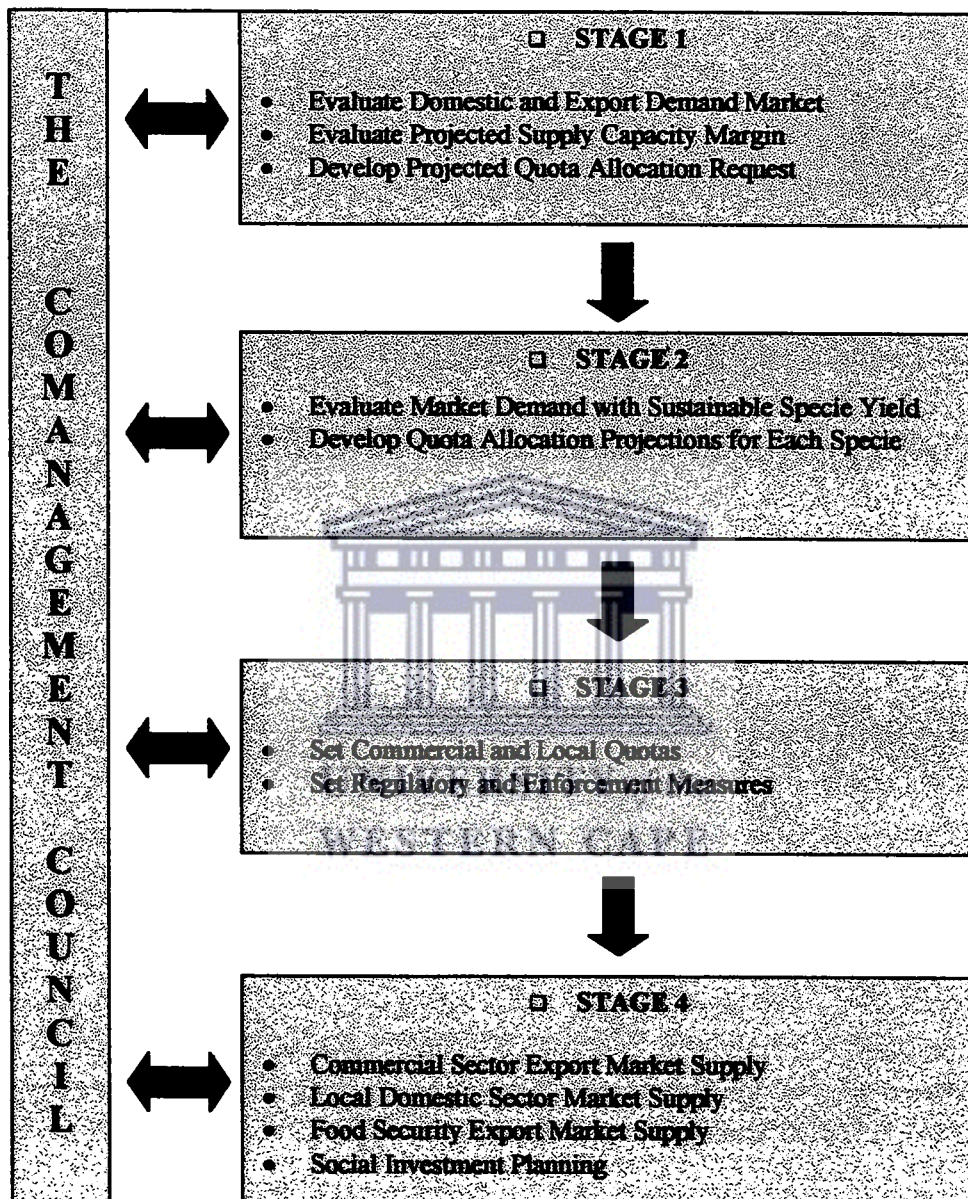 THE COMANAGEMENT COUNCIL
□ STAGE 1
• Evaluate Domestic and Export Demand Market
• Evaluate Projected Supply Capacity Margin
• Develop Projected Quota Allocation Request
□ STAGE 2
• Evaluate Market Demand with Sustainable Specie Yield
• Develop Quota Allocation Projections for Each Specie
□ STAGE 3
• Set Commercial and Local Quotas
• Set Regulatory and Enforcement Measures
WESTERN CAPE
□ STAGE 4
• Commercial Sector Export Market Supply
• Local Domestic Sector Market Supply
• Food Security Export Market Supply
• Social Investment Planning